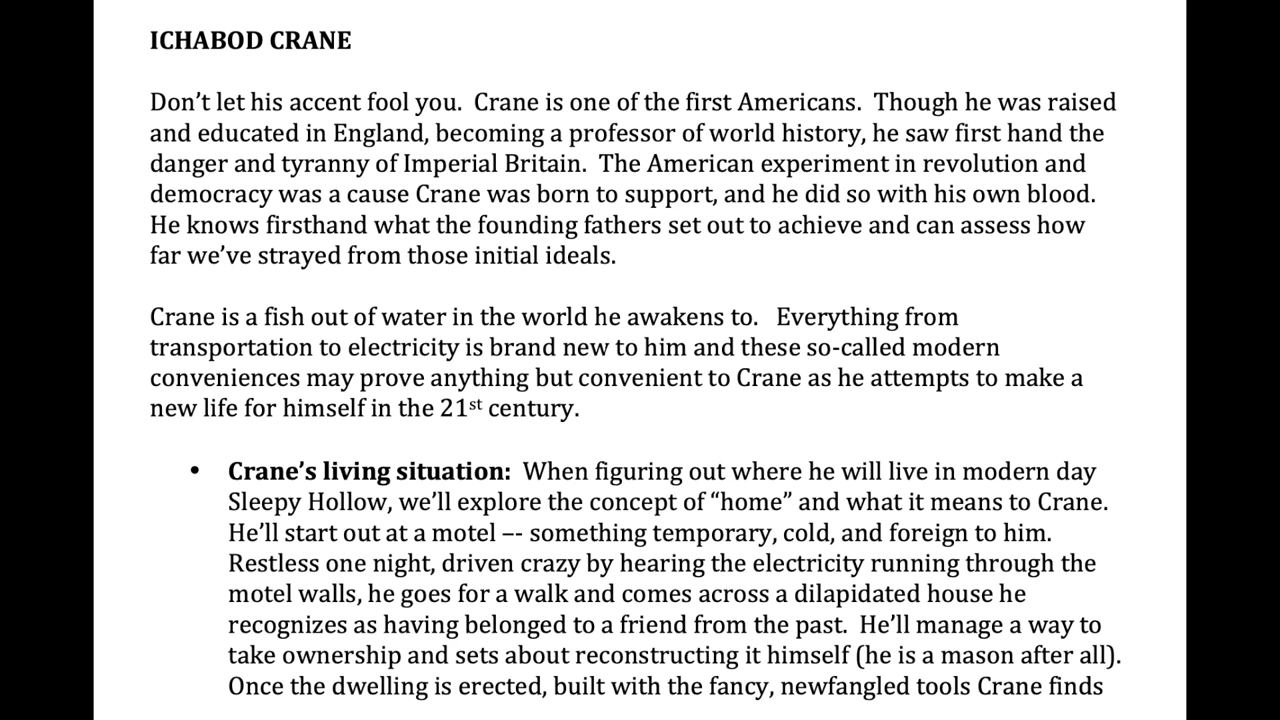 ICHABOD CRANE
Don’t let his accent fool you.  Crane is one of the first Americans.  Though he was raised
and educated in England, becoming a professor of world history, he saw first hand the
danger and tyranny of Imperial Britain.  The American experiment in revolution and
democracy was a cause Crane was born to support, and he did so with his own blood.
He knows firsthand what the founding fathers set out to achieve and can assess how
far we’ve strayed from those initial ideals.
Crane is a fish out of water in the world he awakens to.   Everything from
transportation to electricity is brand new to him and these so-called modern
conveniences may prove anything but convenient to Crane as he attempts to make a
new life for himself in the 21st century.
• Crane’s living situation:  When figuring out where he will live in modern day
Sleepy Hollow, we’ll explore the concept of “home” and what it means to Crane.
He’ll start out at a motel –- something temporary, cold, and foreign to him.
Restless one night, driven crazy by hearing the electricity running through the
motel walls, he goes for a walk and comes across a dilapidated house he
recognizes as having belonged to a friend from the past.  He’ll manage a way to
take ownership and sets about reconstructing it himself (he is a mason after all).
Once the dwelling is erected, built with the fancy, newfangled tools Crane finds